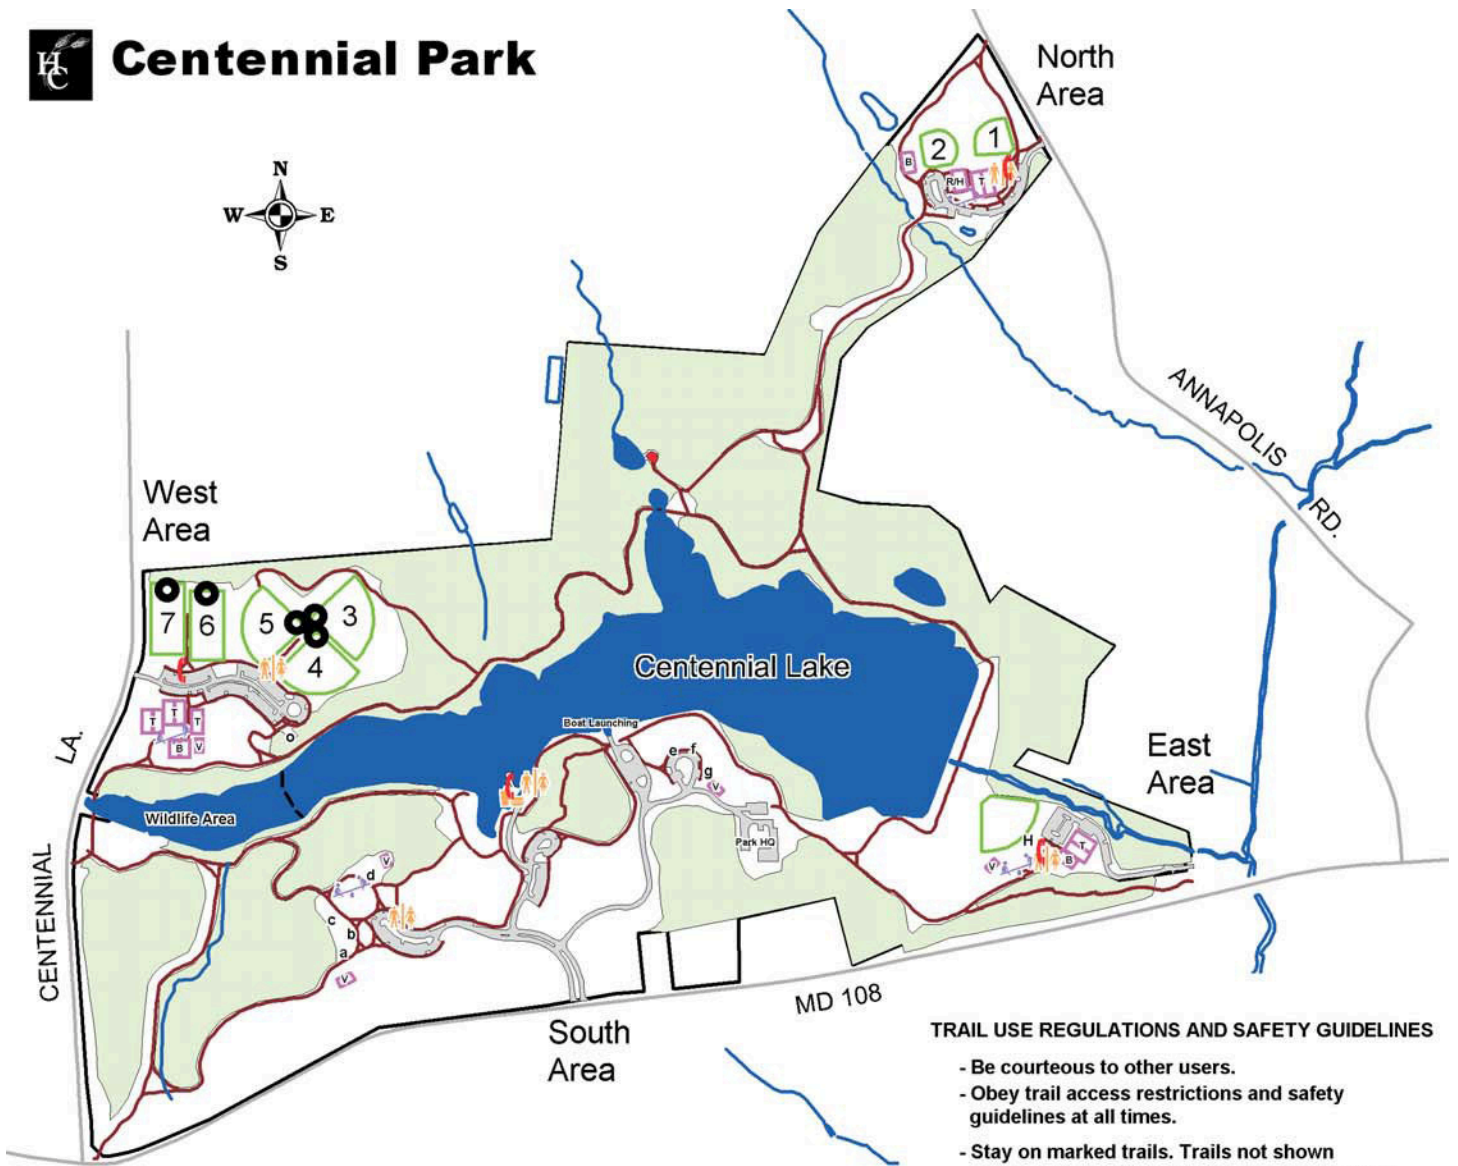 HC
Centennial Park
North
Area
N
W E
S
1
2
B
R/H
T
ANNAPOLIS
RD.
West
Area
7
6
5
3
4
T
T
T
B
V
o
LA.
Centennial Lake
Boat Launching
e
f
g
V
East
Area
Wildlife Area
Park HQ
H
T
B
V
V
d
c
b
a
V
CENTENNIAL
MD 108
South
Area
TRAIL USE REGULATIONS AND SAFETY GUIDELINES
- Be courteous to other users.
- Obey trail access restrictions and safety
guidelines at all times.
- Stay on marked trails. Trails not shown